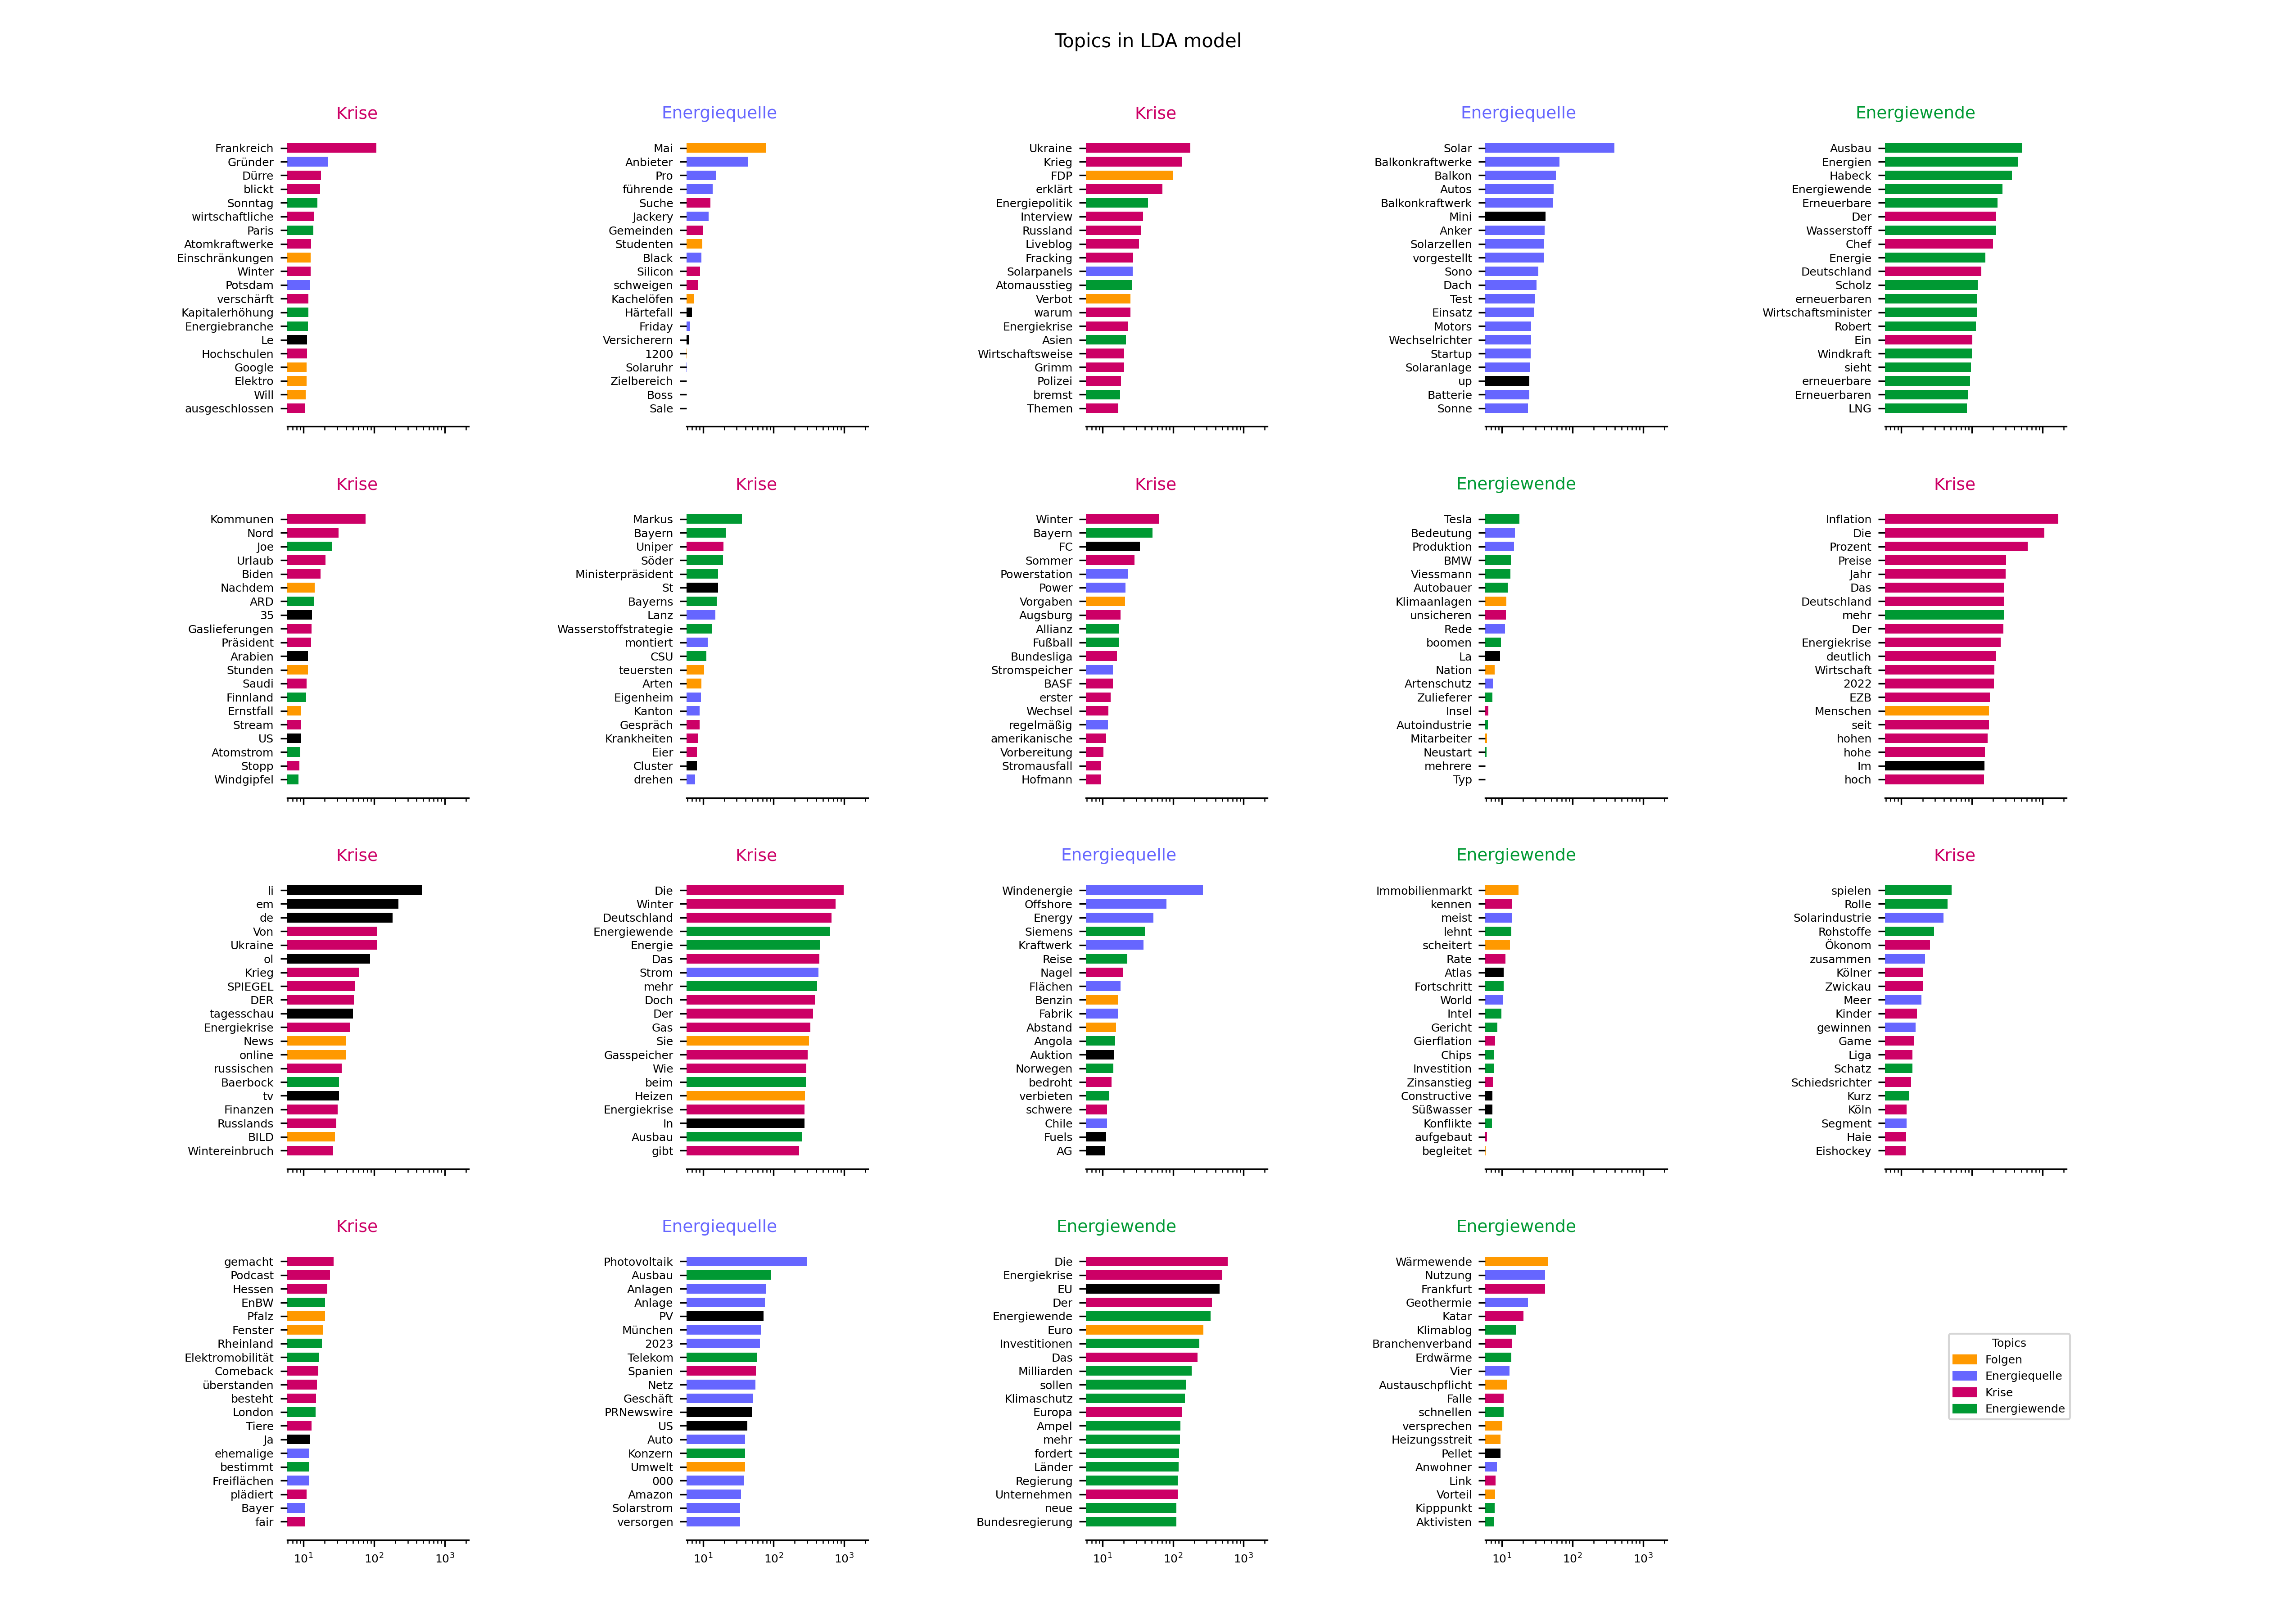 Topics in LDA model
Krise
Frankreich
Gründer
Dürre
blickt
Sonntag
wirtschaftliche
Paris
Atomkraftwerke
Einschränkungen
Winter
Potsdam
verschärft
Kapitalerhöhung
Energiebranche
Le
Hochschulen
Google
Elektro
Will
ausgeschlossen
Energiequelle
Mai
Anbieter
Pro
führende
Suche
Jackery
Gemeinden
Studenten
Black
Silicon
schweigen
Kachelöfen
Härtefall
Friday
Versicherern
1200
Solaruhr
Zielbereich
Boss
Sale
Krise
Ukraine
Krieg
FDP
erklärt
Energiepolitik
Interview
Russland
Liveblog
Fracking
Solarpanels
Atomausstieg
Verbot
warum
Energiekrise
Asien
Wirtschaftsweise
Grimm
Polizei
bremst
Themen
Energiequelle
Solar
Balkonkraftwerke
Balkon
Autos
Balkonkraftwerk
Mini
Anker
Solarzellen
vorgestellt
Sono
Dach
Test
Einsatz
Motors
Wechselrichter
Startup
Solaranlage
up
Batterie
Sonne
Energiewende
Ausbau
Energien
Habeck
Energiewende
Erneuerbare
Der
Wasserstoff
Chef
Energie
Deutschland
Scholz
erneuerbaren
Wirtschaftsminister
Robert
Ein
Windkraft
sieht
erneuerbare
Erneuerbaren
LNG
Krise
Kommunen
Nord
Joe
Urlaub
Biden
Nachdem
ARD
35
Gaslieferungen
Präsident
Arabien
Stunden
Saudi
Finnland
Ernstfall
Stream
US
Atomstrom
Stopp
Windgipfel
Krise
Markus
Bayern
Uniper
Söder
Ministerpräsident
St
Bayerns
Lanz
Wasserstoffstrategie
montiert
CSU
teuersten
Arten
Eigenheim
Kanton
Gespräch
Krankheiten
Eier
Cluster
drehen
Krise
Winter
Bayern
FC
Sommer
Powerstation
Power
Vorgaben
Augsburg
Allianz
Fußball
Bundesliga
Stromspeicher
BASF
erster
Wechsel
regelmäßig
amerikanische
Vorbereitung
Stromausfall
Hofmann
Energiewende
Tesla
Bedeutung
Produktion
BMW
Viessmann
Autobauer
Klimaanlagen
unsicheren
Rede
boomen
La
Nation
Artenschutz
Zulieferer
Insel
Autoindustrie
Mitarbeiter
Neustart
mehrere
Typ
Krise
Inflation
Die
Prozent
Preise
Jahr
Das
Deutschland
mehr
Der
Energiekrise
deutlich
Wirtschaft
2022
EZB
Menschen
seit
hohen
hohe
Im
hoch
Krise
li
em
de
Von
Ukraine
ol
Krieg
SPIEGEL
DER
tagesschau
Energiekrise
News
online
russischen
Baerbock
tv
Finanzen
Russlands
BILD
Wintereinbruch
Krise
Die
Winter
Deutschland
Energiewende
Energie
Das
Strom
mehr
Doch
Der
Gas
Sie
Gasspeicher
Wie
beim
Heizen
Energiekrise
In
Ausbau
gibt
Energiequelle
Windenergie
Offshore
Energy
Siemens
Kraftwerk
Reise
Nagel
Flächen
Benzin
Fabrik
Abstand
Angola
Auktion
Norwegen
bedroht
verbieten
schwere
Chile
Fuels
AG
Energiewende
Immobilienmarkt
kennen
meist
lehnt
scheitert
Rate
Atlas
Fortschritt
World
Intel
Gericht
Gierflation
Chips
Investition
Zinsanstieg
Constructive
Süßwasser
Konflikte
aufgebaut
begleitet
Krise
spielen
Rolle
Solarindustrie
Rohstoffe
Ökonom
zusammen
Kölner
Zwickau
Meer
Kinder
gewinnen
Game
Liga
Schatz
Schiedsrichter
Kurz
Köln
Segment
Haie
Eishockey
Krise
gemacht
Podcast
Hessen
EnBW
Pfalz
Fenster
Rheinland
Elektromobilität
Comeback
überstanden
besteht
London
Tiere
Ja
ehemalige
bestimmt
Freiflächen
plädiert
Bayer
fair
10¹ 10² 10³
Energiequelle
Photovoltaik
Ausbau
Anlagen
Anlage
PV
München
2023
Telekom
Spanien
Netz
Geschäft
PRNewswire
US
Auto
Konzern
Umwelt
000
Amazon
Solarstrom
versorgen
10¹ 10² 10³
Energiewende
Die
Energiekrise
EU
Der
Energiewende
Euro
Investitionen
Das
Milliarden
sollen
Klimaschutz
Europa
Ampel
mehr
fordert
Länder
Regierung
Unternehmen
neue
Bundesregierung
10¹ 10² 10³
Energiewende
Wärmewende
Nutzung
Frankfurt
Geothermie
Katar
Klimablog
Branchenverband
Erdwärme
Vier
Austauschpflicht
Falle
schnellen
versprechen
Heizungsstreit
Pellet
Anwohner
Link
Vorteil
Kipppunkt
Aktivisten
10¹ 10² 10³
Topics
Folgen
Energiequelle
Krise
Energiewende